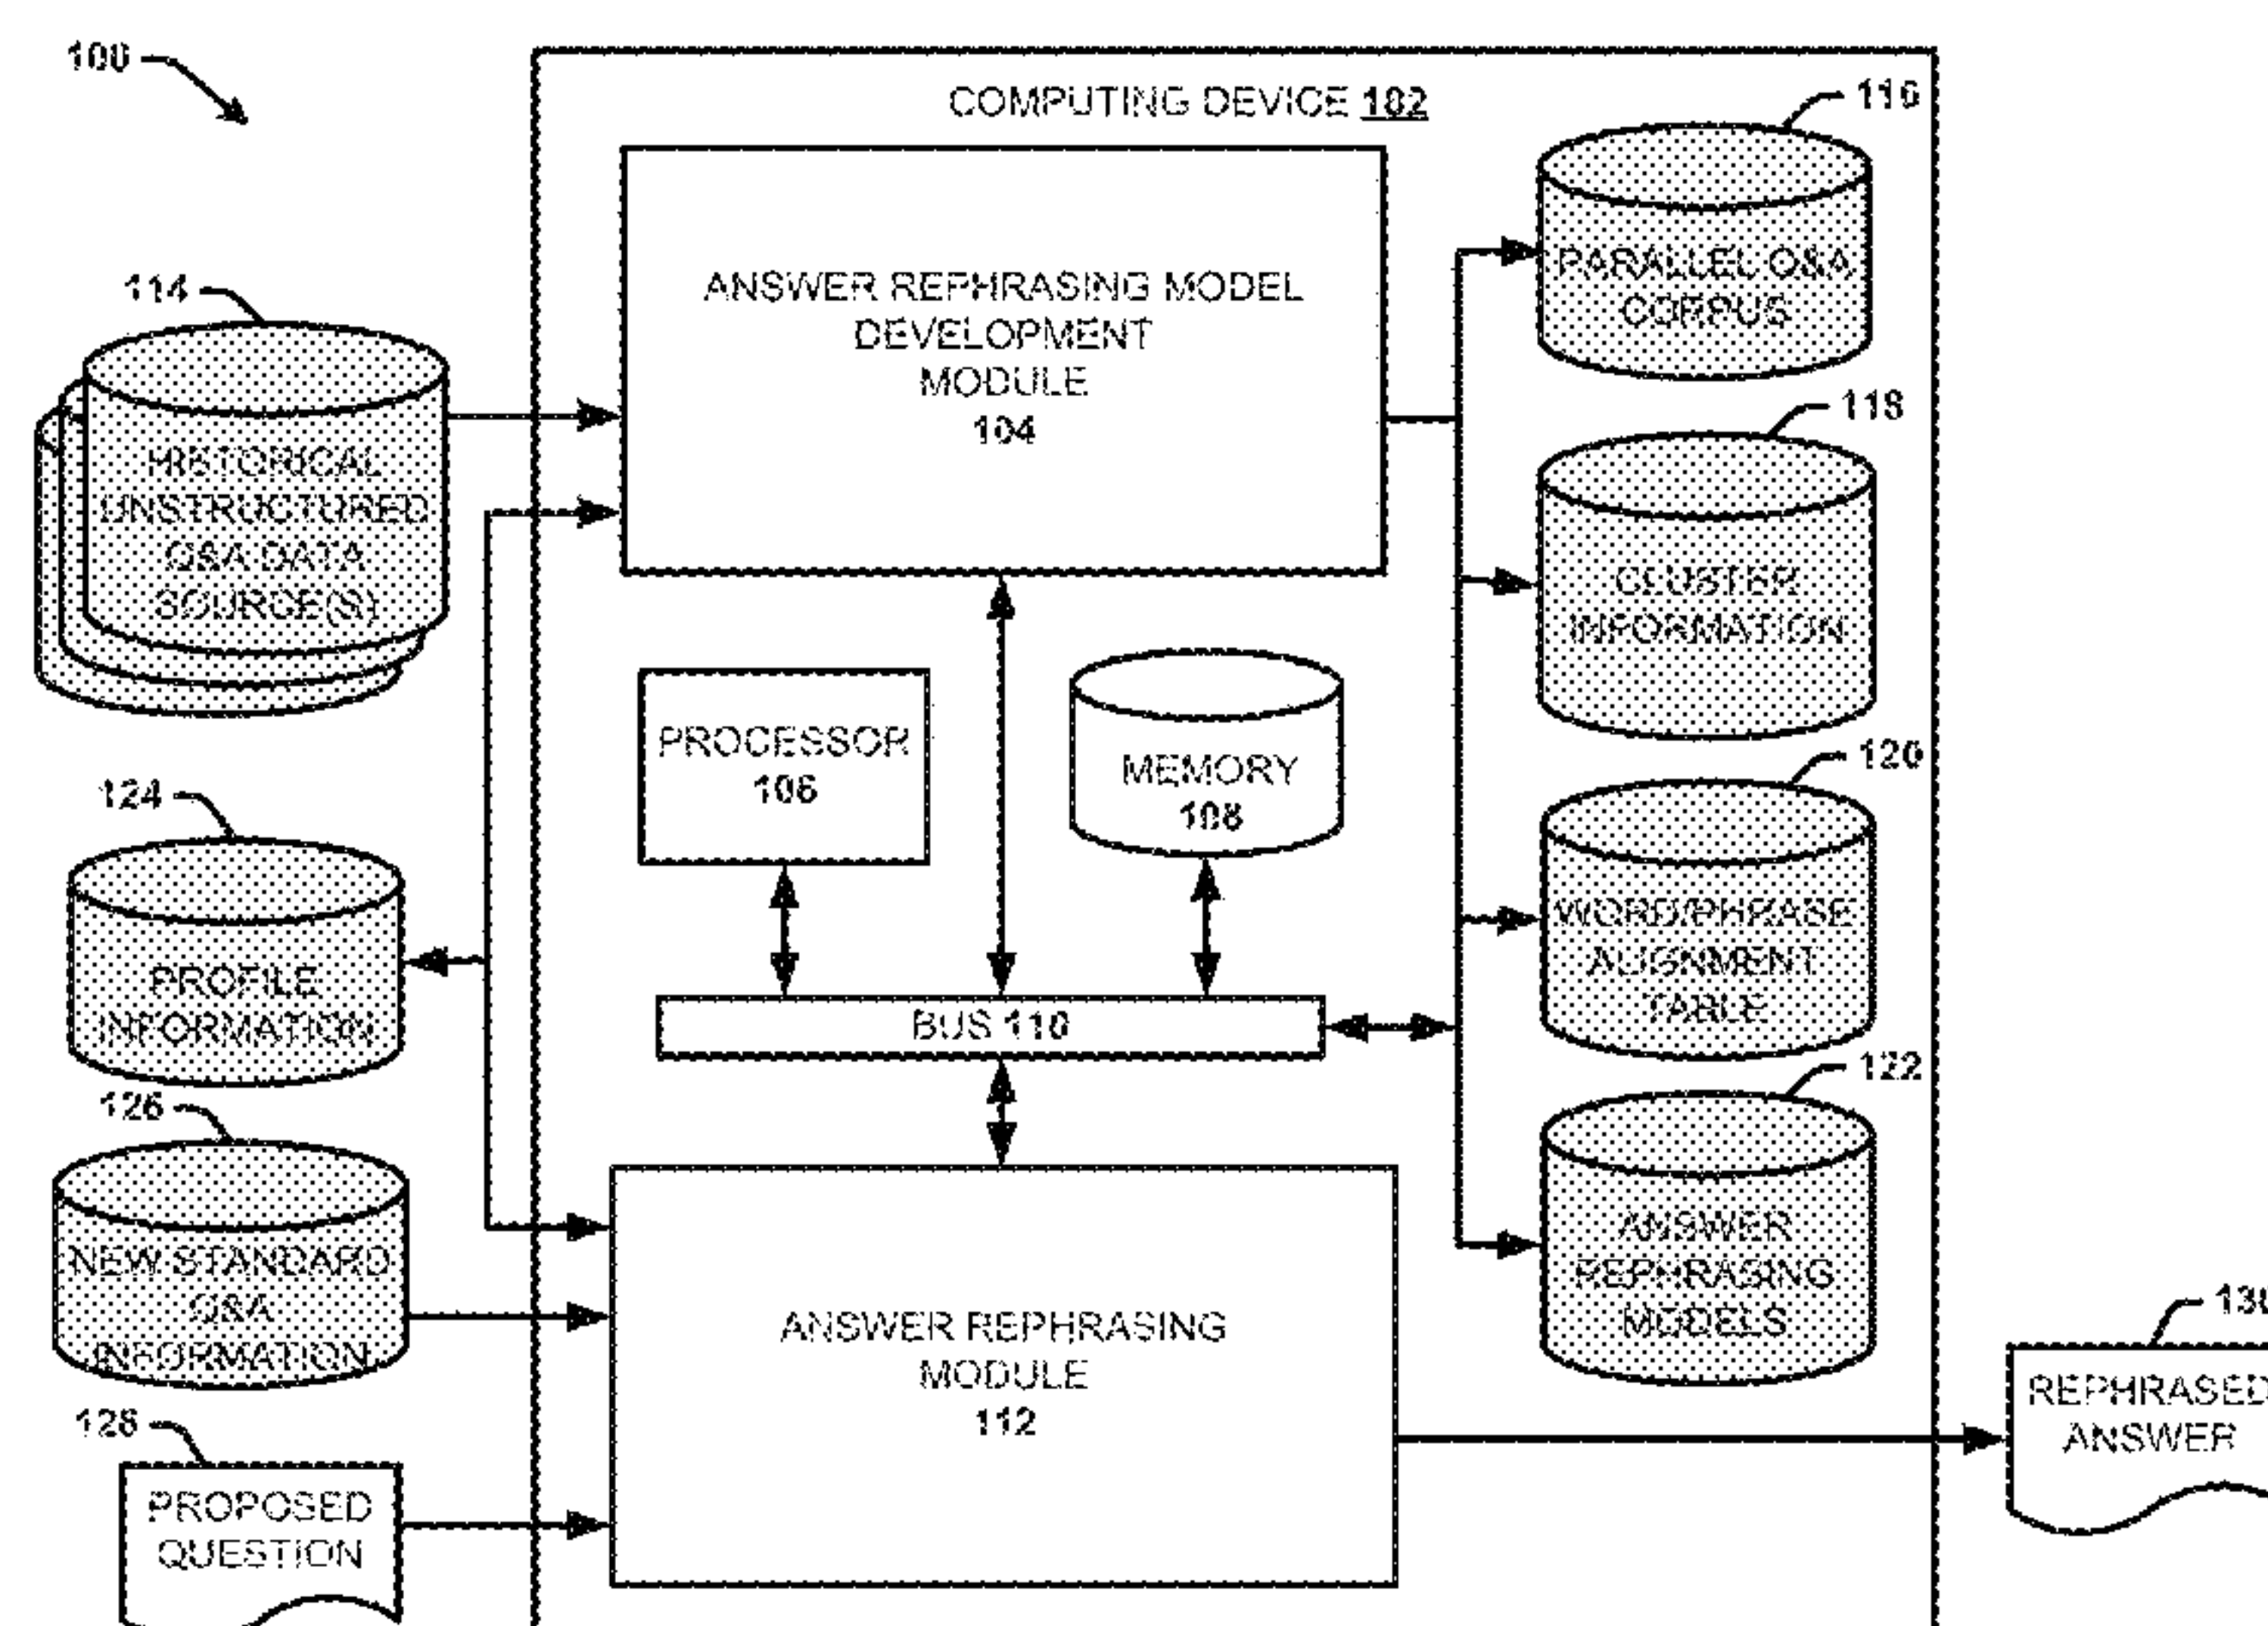 100
COMPUTING DEVICE 102
116
114
ANSWER REPHRASING MODEL
DEVELOPMENT
MODULE
104
PARALLEL Q&A
CORPUS
118
HISTORICAL
UNSTRUCTURED
Q&A DATA
SOURCE(S)
CLUSTER
INFORMATION
PROCESSOR
106
MEMORY
108
120
124
PROFILE
INFORMATION
WORD/PHRASE
ALIGNMENT
TABLE
BUS 110
122
126
NEW STANDARD
Q&A
INFORMATION
ANSWER
REPHRASING
MODELS
ANSWER REPHRASING
MODULE
112
130
REPHRASED
ANSWER
128
PROPOSED
QUESTION